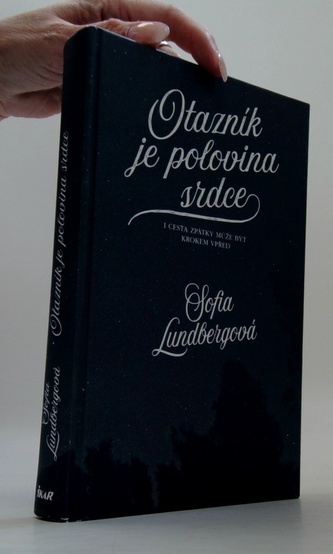 Otazník
je polovina
srdce
I CESTA ZPÁTKY MŮŽE BÝT
KROKEM VPŘED
Sofia
Lundbergová
Sofia
Lundbergová
Otazník je polovina srdce
IKAR